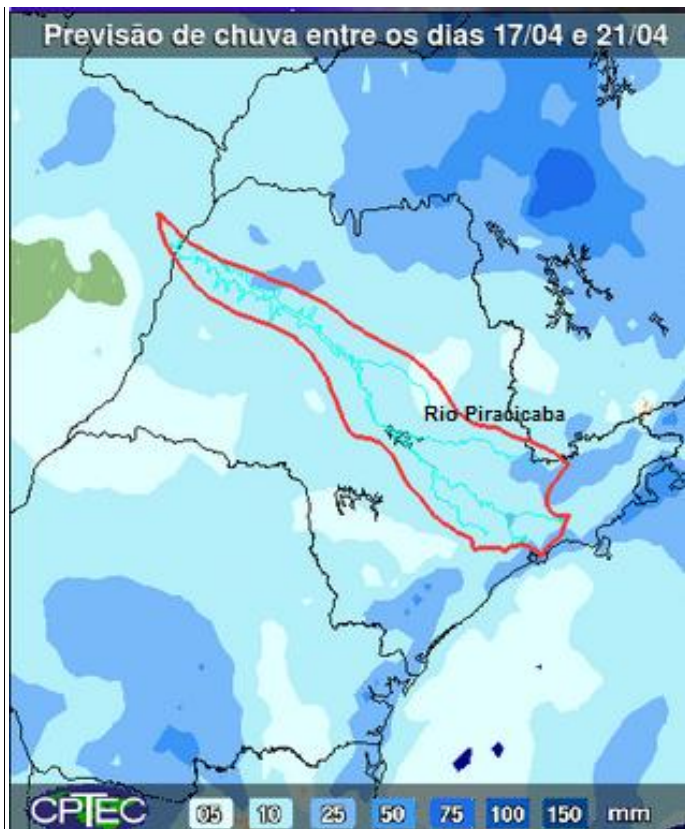 Previsão de chuva entre os dias 17/04 e 21/04
Rio Piracicaba
CPTEC 05 10 25 50 75 100 150 mm